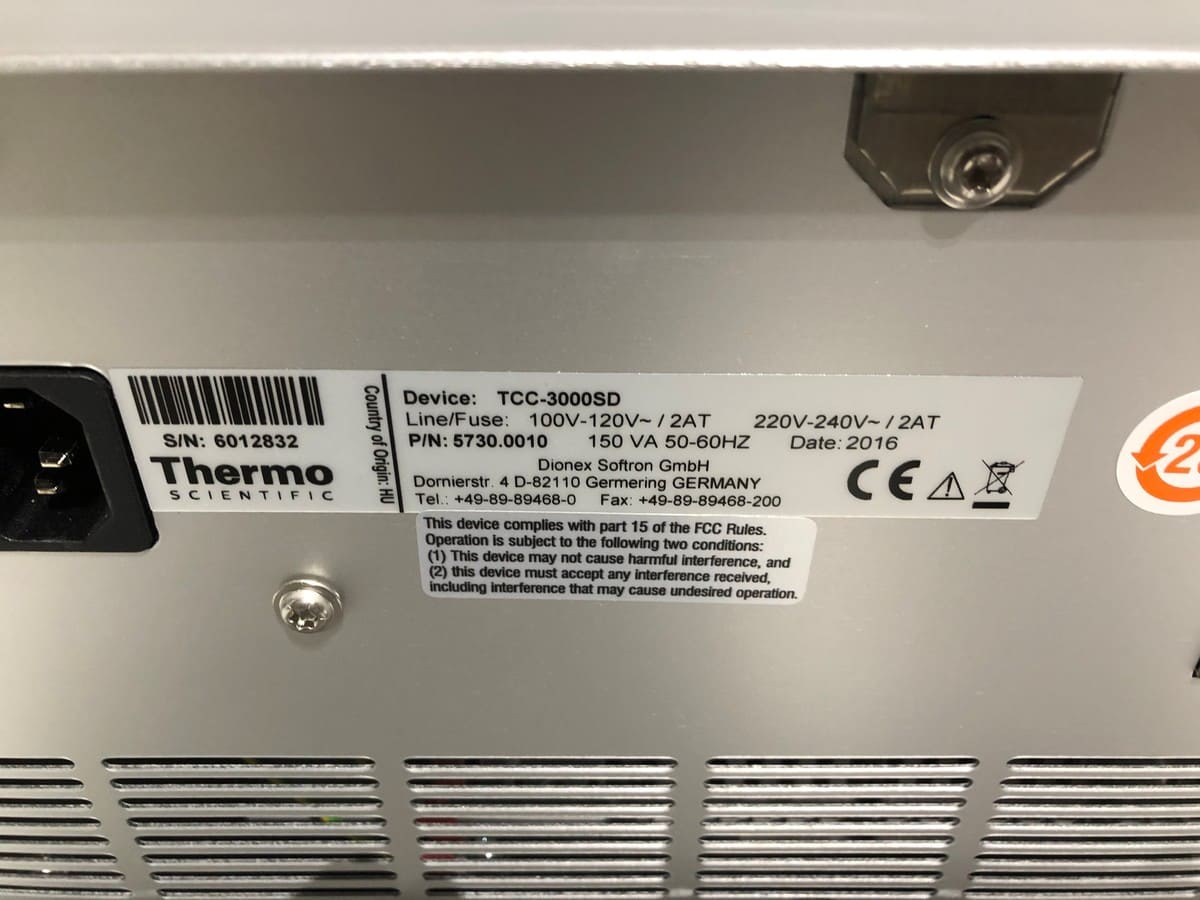 S/N: 6012832
Thermo
SCIENTIFIC
Country of Origin: HU
Device: TCC-3000SD
Line/Fuse: 100V-120V~ / 2AT 220V-240V~ / 2AT
P/N: 5730.0010 150 VA 50-60HZ Date: 2016
Dionex Softron GmbH
Dornierstr. 4 D-82110 Germering GERMANY
Tel.: +49-89-89468-0 Fax: +49-89-89468-200
CE
This device complies with part 15 of the FCC Rules.
Operation is subject to the following two conditions:
(1) This device may not cause harmful interference, and
(2) this device must accept any interference received,
including interference that may cause undesired operation.